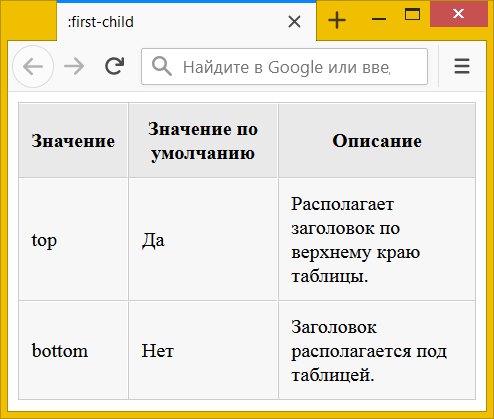 :first-child
Найдите в Google или вве
Значение
Значение по
умолчанию
Описание
top
Да
Располагает
заголовок по
верхнему краю
таблицы.
bottom
Нет
Заголовок
располагается под
таблицей.